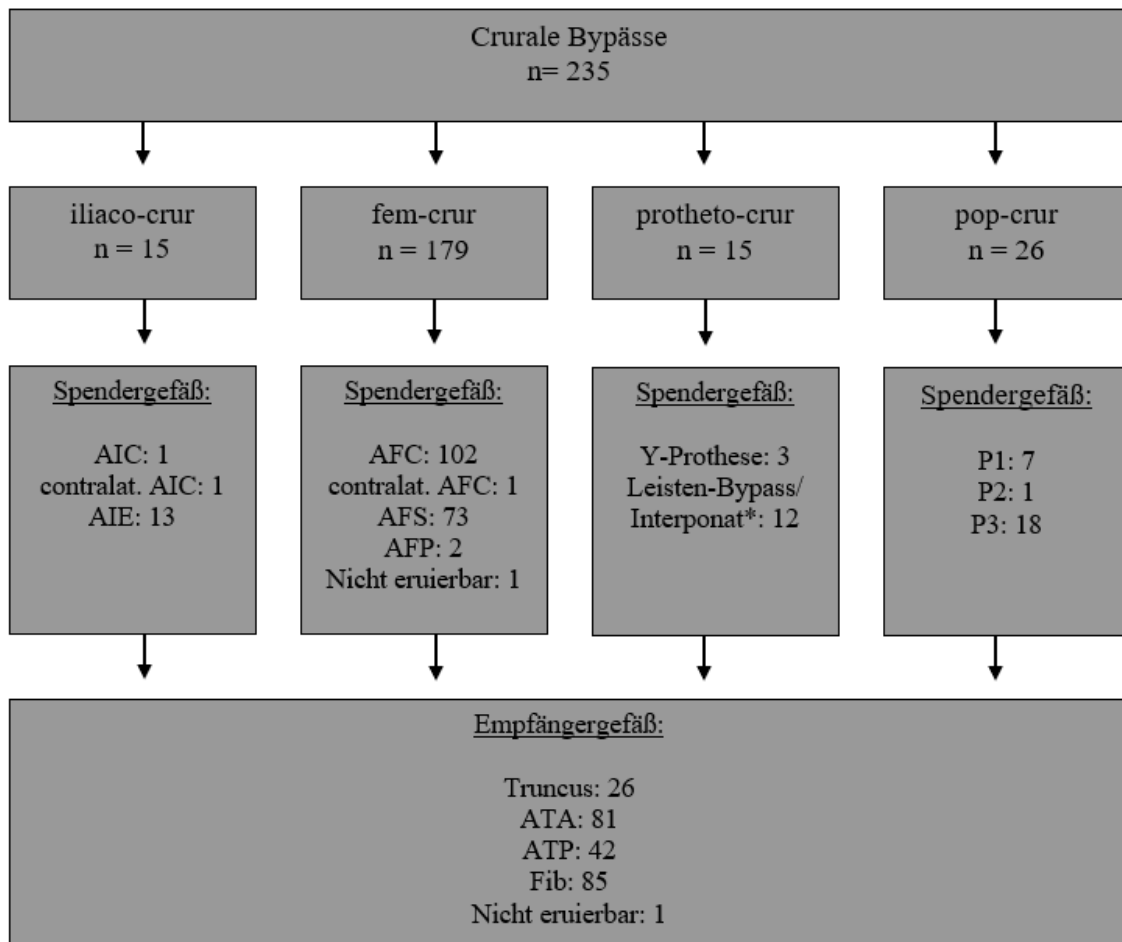 Crurale Bypässe
n= 235
iliaco-crur
n = 15
fem-crur
n = 179
protheto-crur
n = 15
pop-crur
n = 26
Spendergefäß:
AIC: 1
contralat. AIC: 1
AIE: 13
Spendergefäß:
AFC: 102
contralat. AFC: 1
AFS: 73
AFP: 2
Nicht eruierbar: 1
Spendergefäß:
Y-Prothese: 3
Leisten-Bypass/
Interponat*: 12
Spendergefäß:
P1: 7
P2: 1
P3: 18
Empfängergefäß:
Truncus: 26
ATA: 81
ATP: 42
Fib: 85
Nicht eruierbar: 1